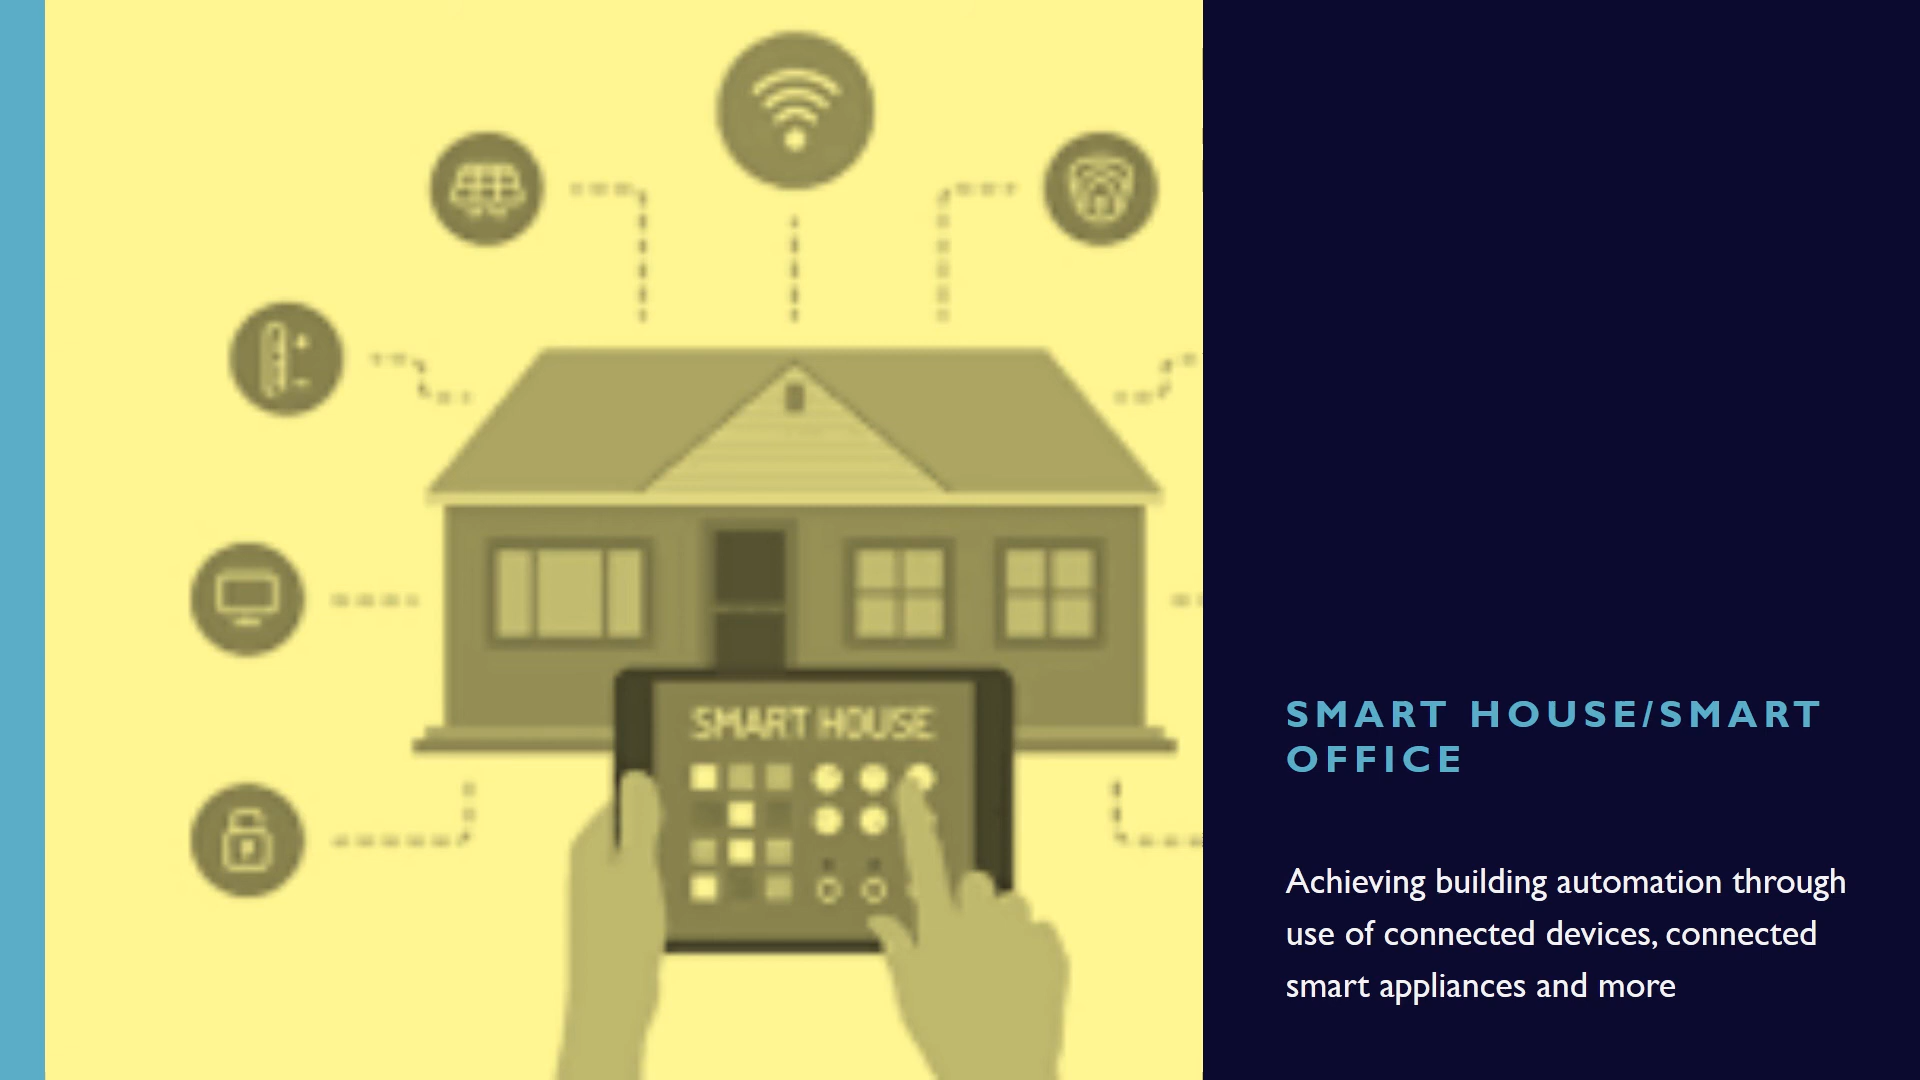 SMART HOUSE
SMART HOUSE/SMART
OFFICE
Achieving building automation through
use of connected devices, connected
smart appliances and more